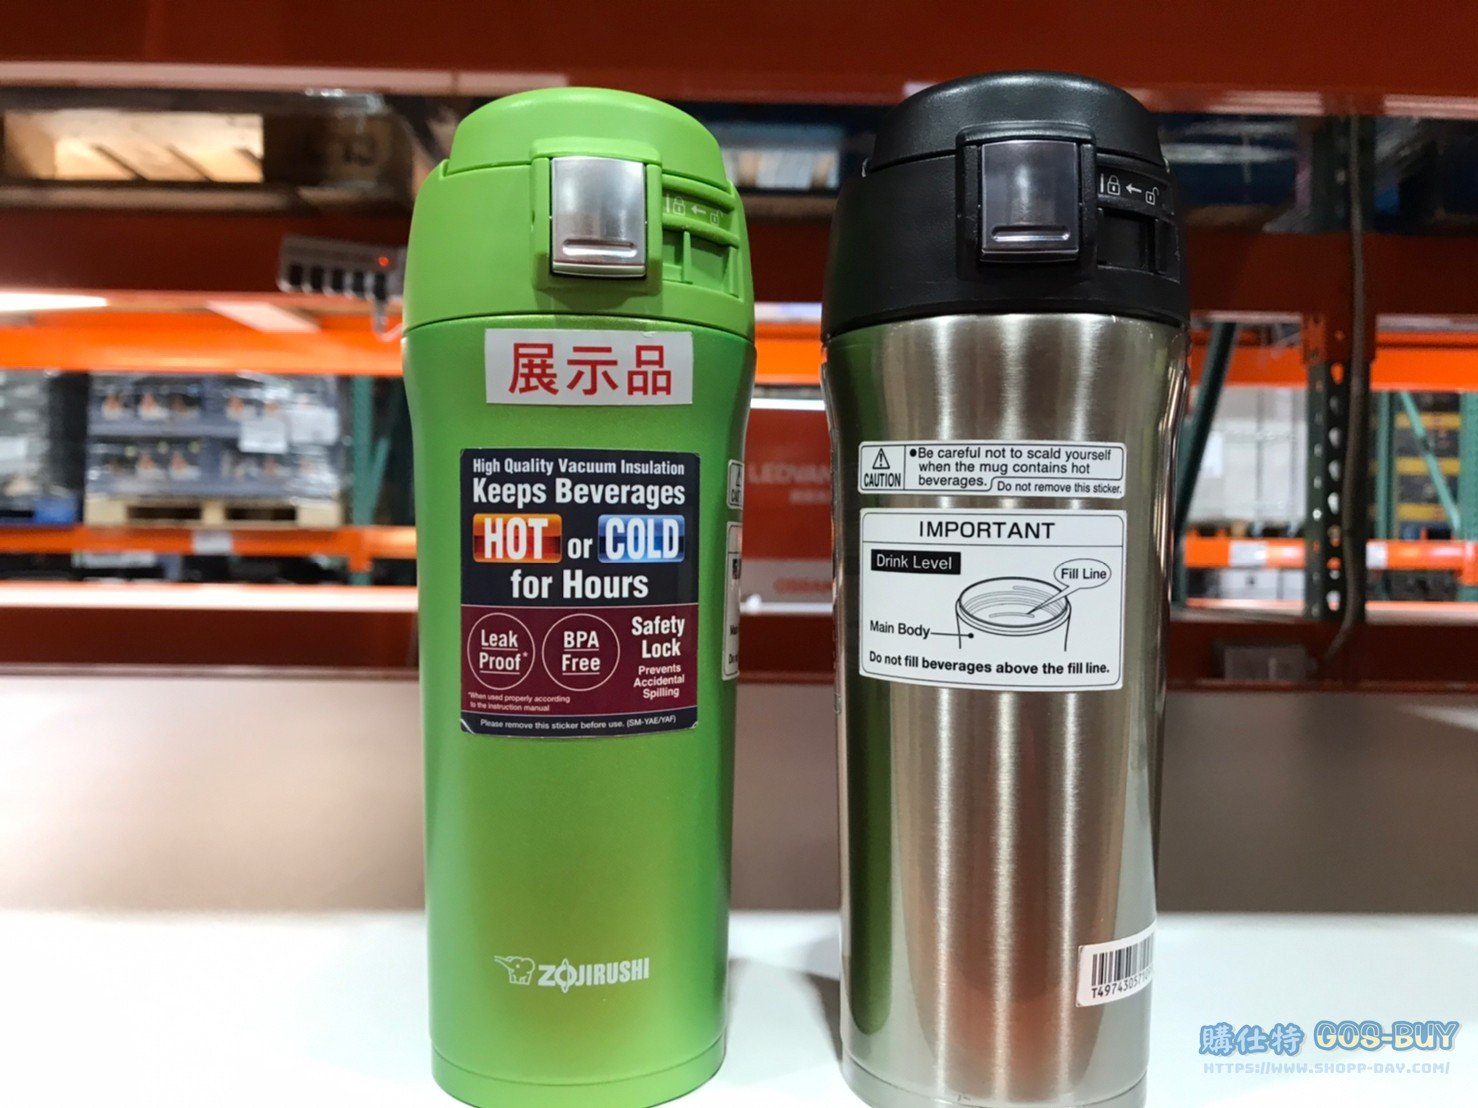 展示品
High Quality Vacuum Insulation
Keeps Beverages
HOT or COLD
for Hours
Leak
Proof*
BPA
Free
Safety
Lock
Prevents
Accidental
Spilling
*When used properly according
to the instruction manual
Please remove this sticker before use. (SM-YAE/YAF)
ZOJIRUSHI
CAUTION
●Be careful not to scald yourself
when the mug contains hot
beverages.
Do not remove this sticker.
IMPORTANT
Drink Level
Fill Line
Main Body
Do not fill beverages above the fill line.
購仕特 GOS-BUY
HTTPS://WWW.SHOPP-DAY.COM/